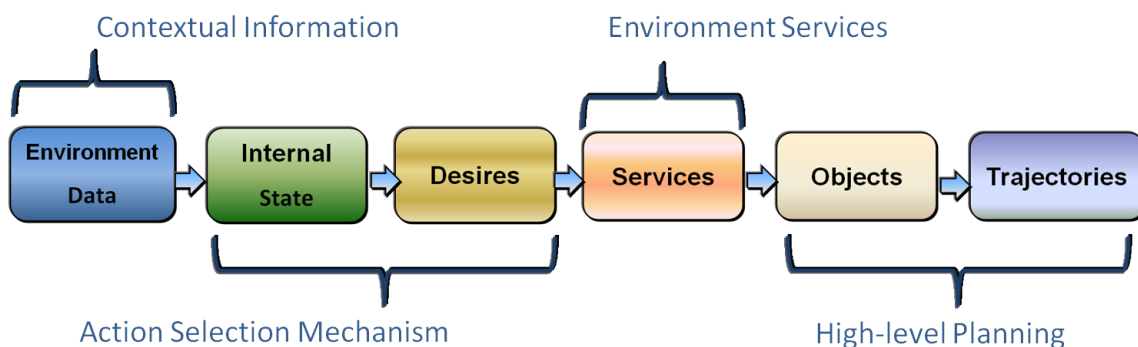 Contextual Information
Environment Services
Environment
Data
Internal
State
Desires
Services
Objects
Trajectories
Action Selection Mechanism
High-level Planning